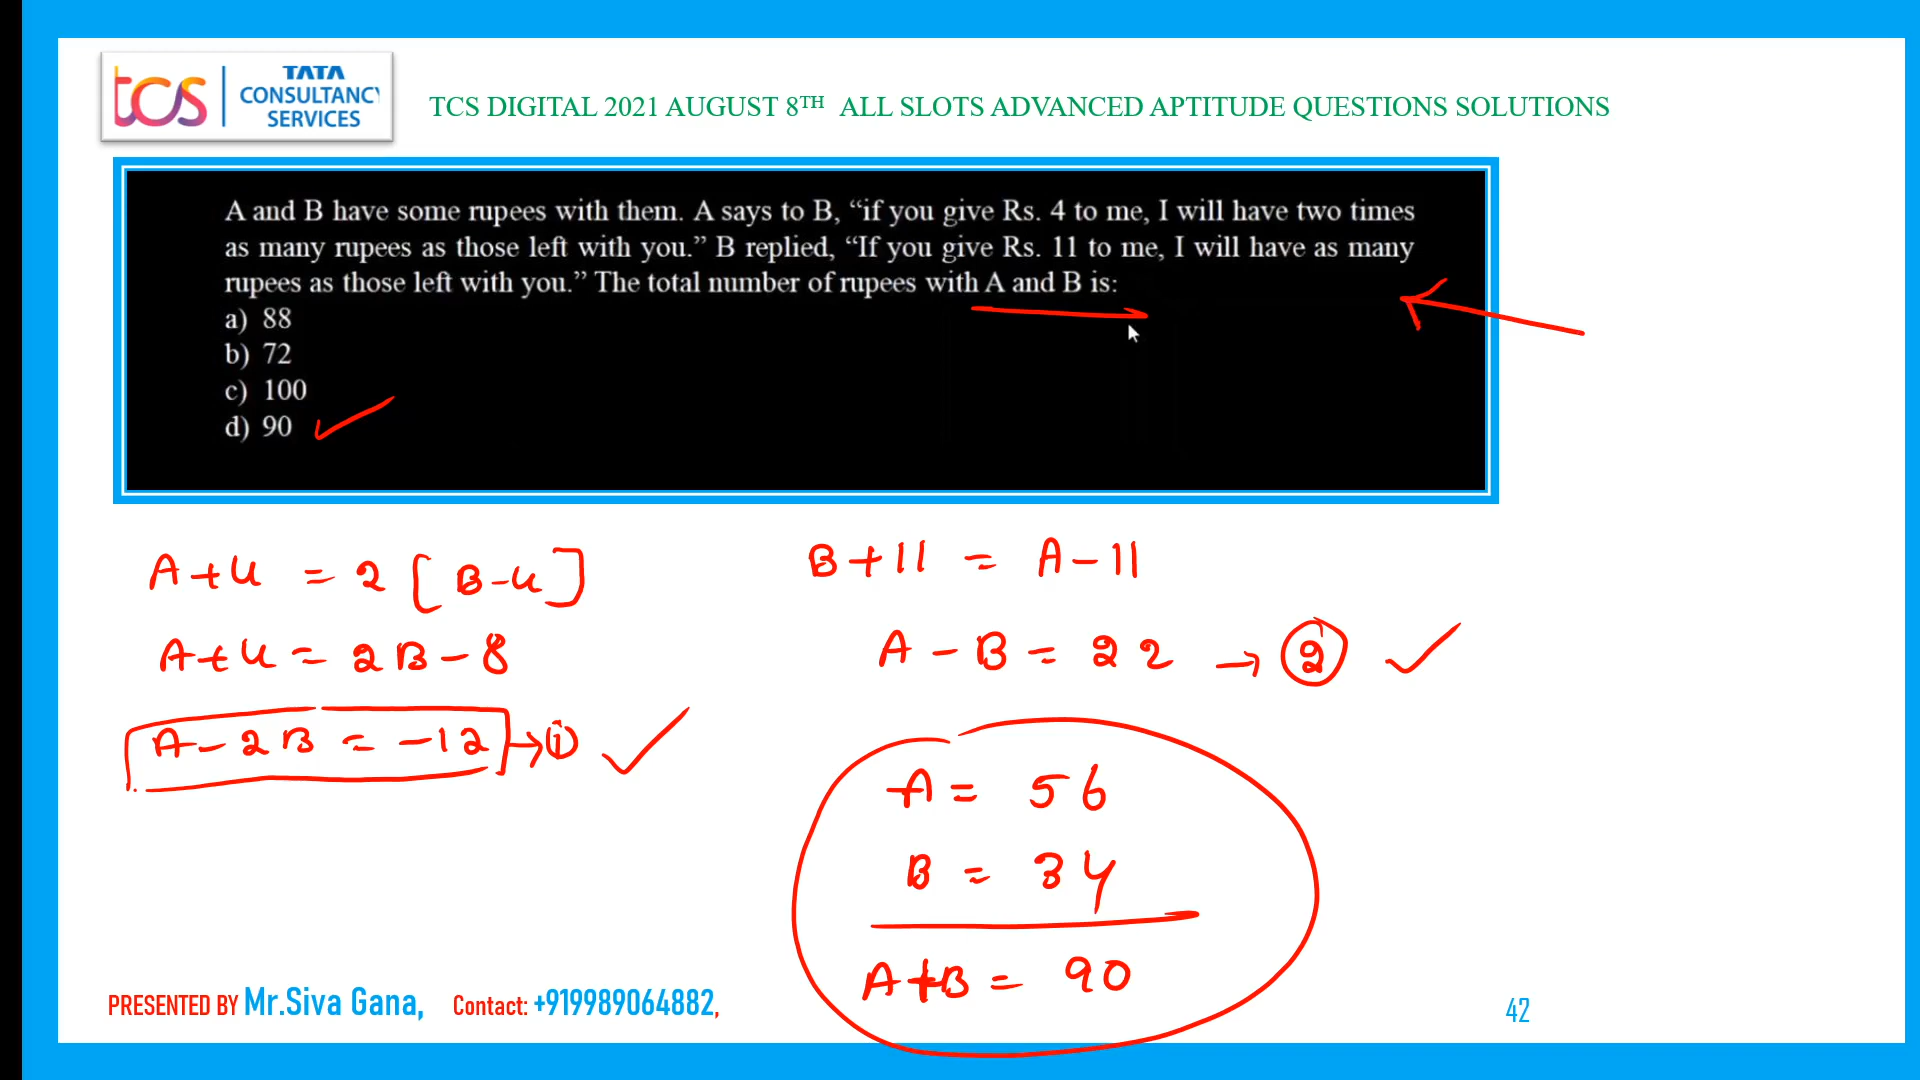 tcs
TATA
CONSULTANCY
SERVICES
TCS DIGITAL 2021 AUGUST 8TH ALL SLOTS ADVANCED APTITUDE QUESTIONS SOLUTIONS
A and B have some rupees with them. A says to B, “if you give Rs. 4 to me, I will have two times
as many rupees as those left with you.” B replied, “If you give Rs. 11 to me, I will have as many
rupees as those left with you.” The total number of rupees with A and B is:
a) 88
b) 72
c) 100
d) 90
A+4 = 2 [B-4]
A+4 = 2B-8
A-2B = -12 → 1
B+11 = A-11
A-B = 22 → 2
A = 56
B = 34
A+B = 90
PRESENTED BY Mr.Siva Gana, Contact: +919989064882,
42